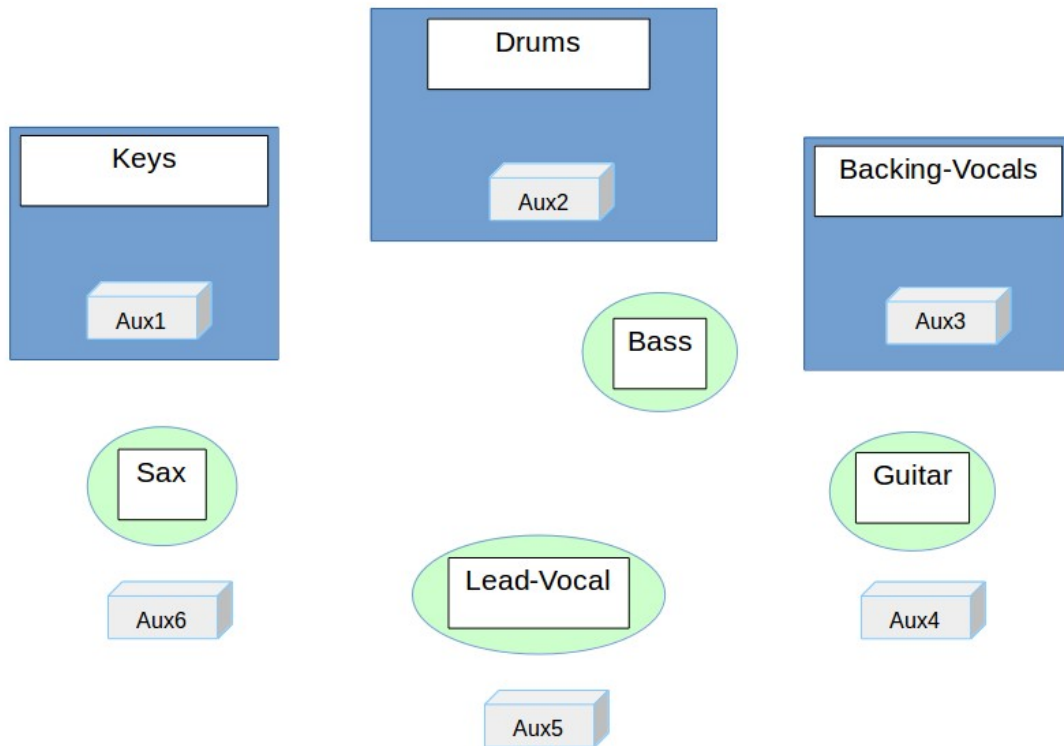 Drums
Keys
Backing-Vocals
Aux2
Aux1
Aux3
Bass
Sax
Guitar
Lead-Vocal
Aux6
Aux4
Aux5